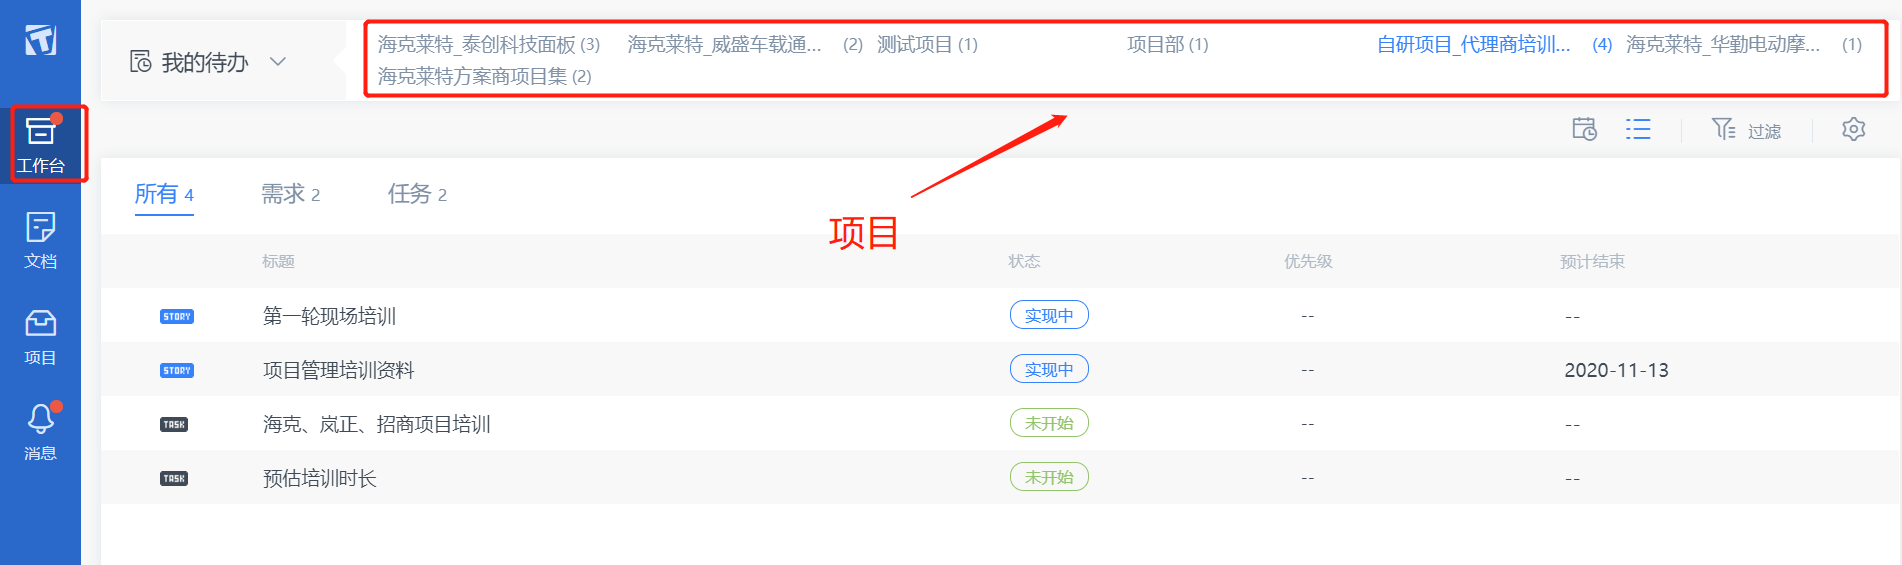 我的待办
海克莱特_泰创科技面板 (3) 海克莱特_威盛车载通... (2) 测试项目 (1) 项目部 (1) 自研项目_代理商培训... (4) 海克莱特_华勤电动摩... (1)
海克莱特方案商项目集 (2)
过滤
工作台
所有 4 需求 2 任务 2
项目
文档
标题 状态 优先级 预计结束
STORY 第一轮现场培训 实现中 -- --
项目
STORY 项目管理培训资料 实现中 -- 2020-11-13
TASK 海克、岚正、招商项目培训 未开始 -- --
消息
TASK 预估培训时长 未开始 -- --